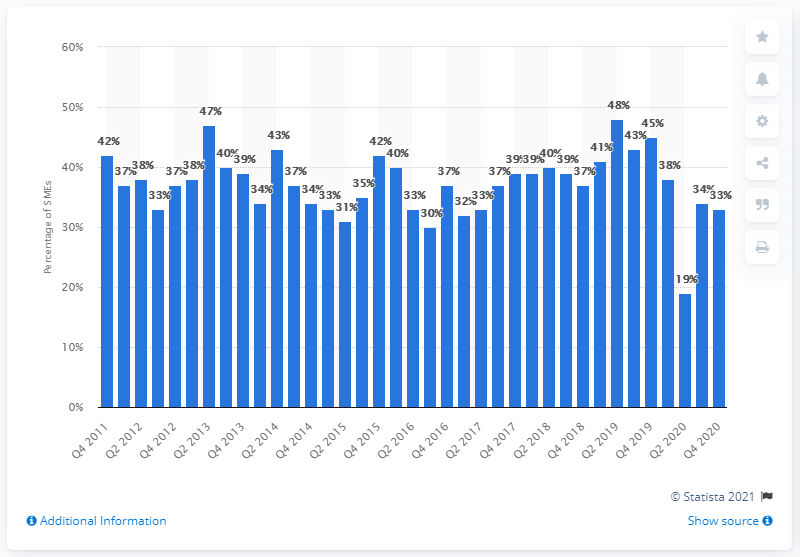 60%
50%
40%
30%
20%
10%
0%
Percentage of SMEs
42%
37%
38%
33%
37%
38%
47%
40%
39%
34%
43%
37%
34%
33%
31%
35%
42%
40%
33%
30%
37%
32%
33%
37%
39%
39%
40%
39%
37%
41%
48%
43%
45%
38%
19%
34%
33%
Q4 2011
Q2 2012
Q4 2012
Q2 2013
Q4 2013
Q2 2014
Q4 2014
Q2 2015
Q4 2015
Q2 2016
Q4 2016
Q2 2017
Q4 2017
Q2 2018
Q4 2018
Q2 2019
Q4 2019
Q2 2020
Q4 2020
© Statista 2021
Additional Information
Show source